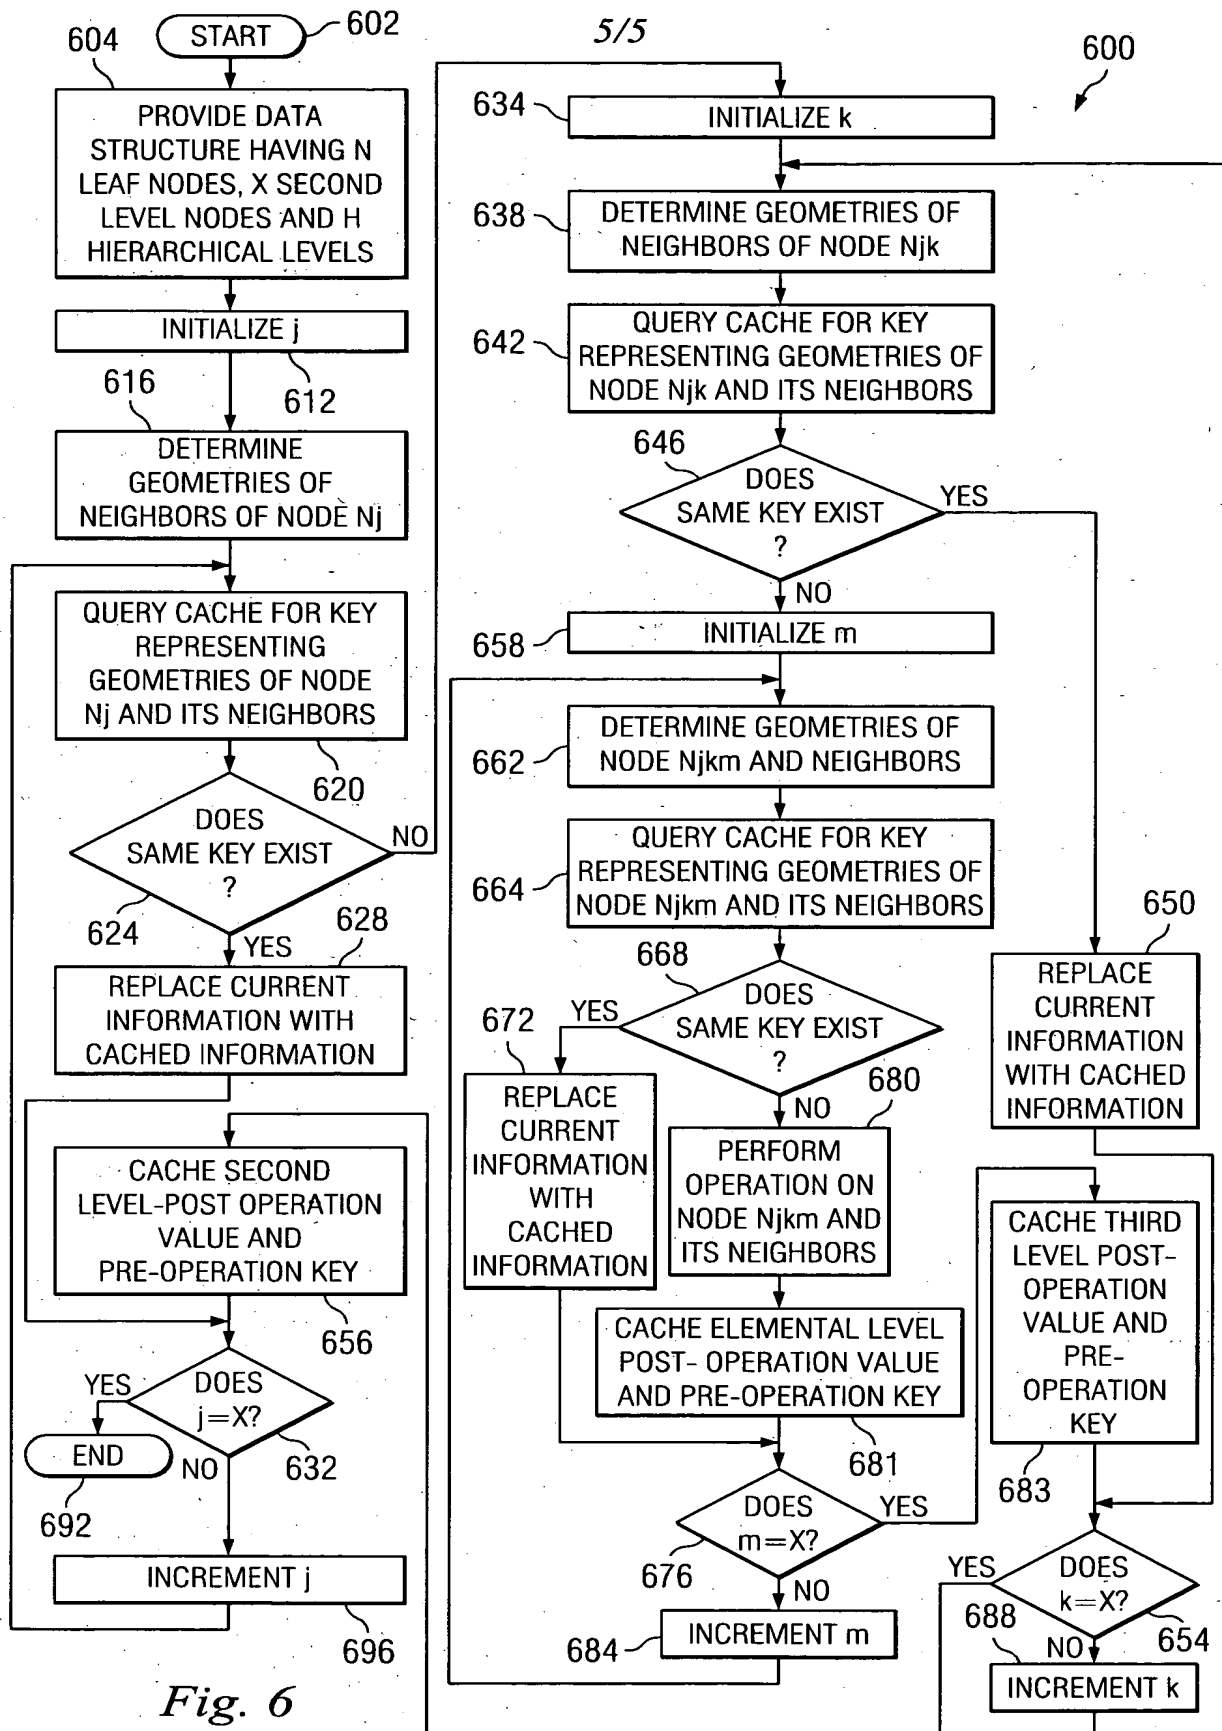 5/5
600
602
START
604
PROVIDE DATA
STRUCTURE HAVING N
LEAF NODES, X SECOND
LEVEL NODES AND H
HIERARCHICAL LEVELS
INITIALIZE j
612
616
DETERMINE
GEOMETRIES OF
NEIGHBORS OF NODE Nj
QUERY CACHE FOR KEY
REPRESENTING
GEOMETRIES OF NODE
Nj AND ITS NEIGHBORS
620
DOES
SAME KEY EXIST
?
NO
624
YES
628
REPLACE CURRENT
INFORMATION WITH
CACHED INFORMATION
CACHE SECOND
LEVEL-POST OPERATION
VALUE AND
PRE-OPERATION KEY
656
DOES
j=X?
YES
632
END
692
NO
INCREMENT j
696
634
INITIALIZE k
638
DETERMINE GEOMETRIES OF
NEIGHBORS OF NODE Njk
642
QUERY CACHE FOR KEY
REPRESENTING GEOMETRIES OF
NODE Njk AND ITS NEIGHBORS
646
DOES
SAME KEY EXIST
?
YES
NO
658
INITIALIZE m
662
DETERMINE GEOMETRIES OF
NODE Njkm AND NEIGHBORS
664
QUERY CACHE FOR KEY
REPRESENTING GEOMETRIES OF
NODE Njkm AND ITS NEIGHBORS
668
DOES
SAME KEY EXIST
?
YES
672
REPLACE
CURRENT
INFORMATION
WITH
CACHED
INFORMATION
NO
680
PERFORM
OPERATION ON
NODE Njkm AND
ITS NEIGHBORS
CACHE ELEMENTAL LEVEL
POST- OPERATION VALUE
AND PRE-OPERATION KEY
681
DOES
m=X?
YES
676
NO
684
INCREMENT m
650
REPLACE
CURRENT
INFORMATION
WITH CACHED
INFORMATION
CACHE THIRD
LEVEL POST-
OPERATION
VALUE AND
PRE-
OPERATION
KEY
683
DOES
k=X?
YES
654
688
NO
INCREMENT k
Fig. 6